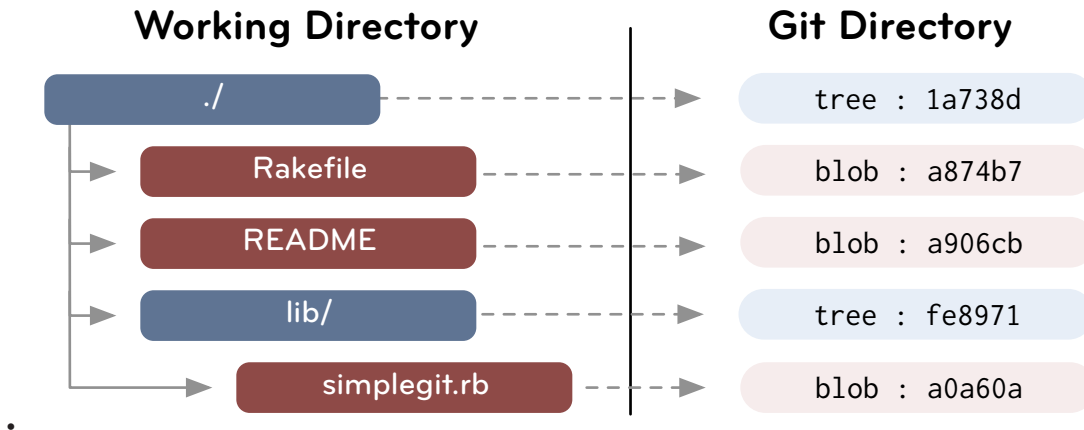 Working Directory Git Directory
./ tree : 1a738d
Rakefile blob : a874b7
README blob : a906cb
lib/ tree : fe8971
simplegit.rb blob : a0a60a